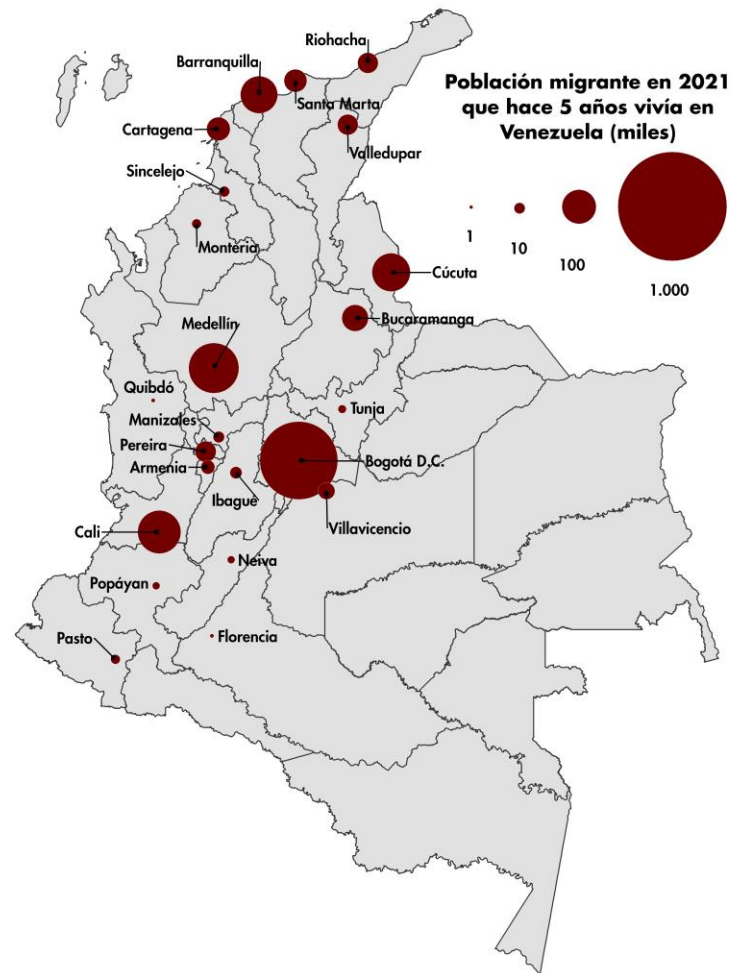 Riohacha
Barranquilla
Población migrante en 2021
que hace 5 años vivía en
Venezuela (miles)
Santa Marta
Cartagena
Valledupar
Sincelejo
1
10
100
1.000
Montería
Cúcuta
Bucaramanga
Medellín
Quibdó
Tunja
Manizales
Pereira
Bogotá D.C.
Armenia
Ibague
Villavicencio
Cali
Neiva
Popáyan
Florencia
Pasto